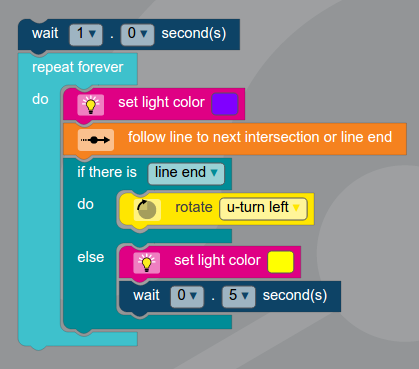 wait 1 . 0 second(s)
repeat forever
do
set light color
follow line to next intersection or line end
if there is line end
do rotate u-turn left
else
set light color
wait 0 . 5 second(s)